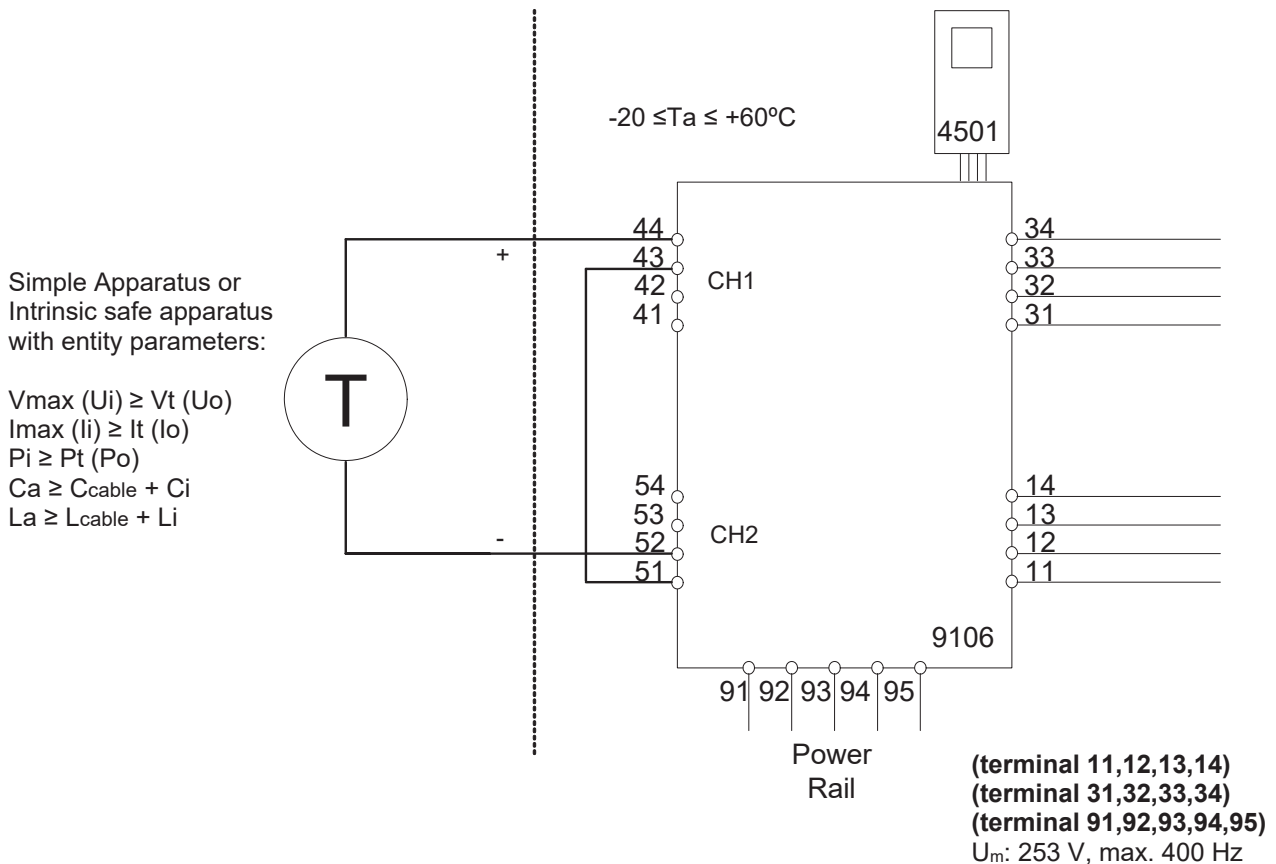 -20 ≤Ta ≤ +60ºC
4501
Simple Apparatus or
Intrinsic safe apparatus
with entity parameters:
Vmax (Ui) ≥ Vt (Uo)
Imax (Ii) ≥ It (Io)
Pi ≥ Pt (Po)
Ca ≥ Ccable + Ci
La ≥ Lcable + Li
+
T
-
44
43
42
41
CH1
54
53
52
51
CH2
34
33
32
31
14
13
12
11
9106
91 92 93 94 95
Power
Rail
(terminal 11,12,13,14)
(terminal 31,32,33,34)
(terminal 91,92,93,94,95)
Um: 253 V, max. 400 Hz